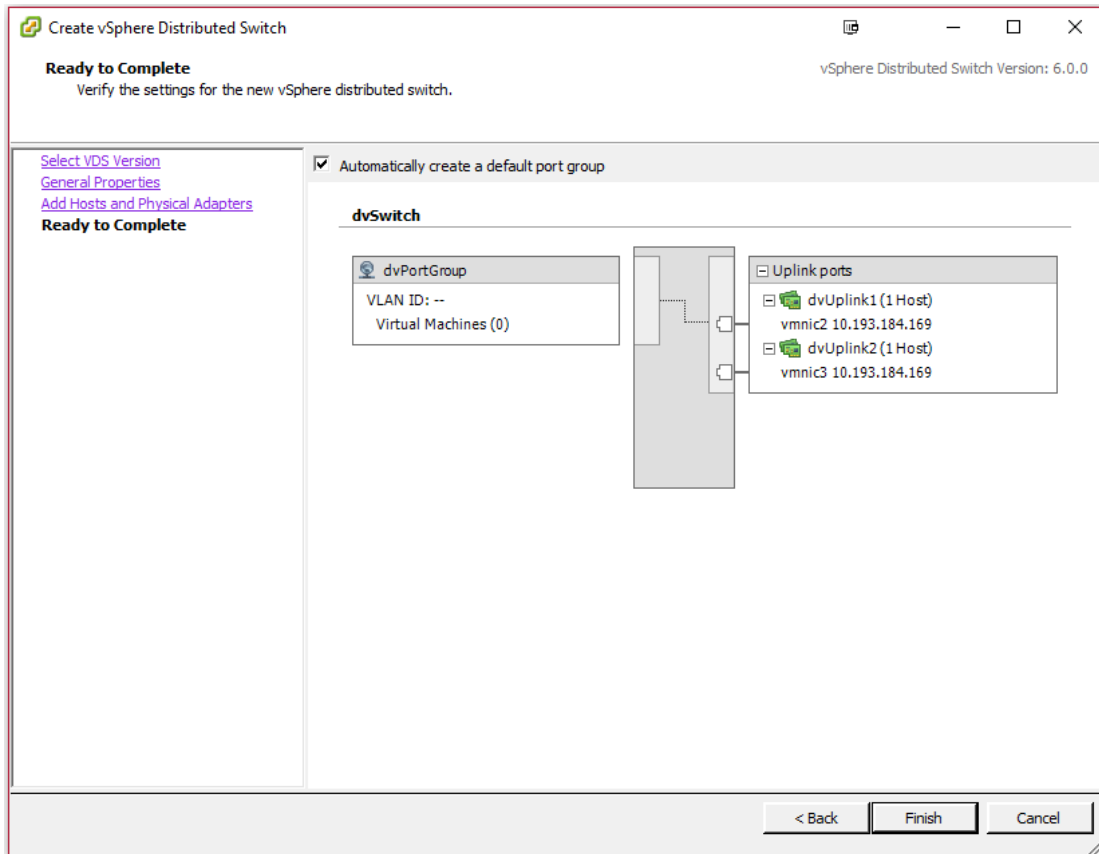 Create vSphere Distributed Switch
Ready to Complete
vSphere Distributed Switch Version: 6.0.0
Verify the settings for the new vSphere distributed switch.
Select VDS Version
General Properties
Add Hosts and Physical Adapters
Ready to Complete
Automatically create a default port group
dvSwitch
dvPortGroup
VLAN ID: --
Virtual Machines (0)
Uplink ports
dvUplink1 (1 Host)
vmnic2 10.193.184.169
dvUplink2 (1 Host)
vmnic3 10.193.184.169
< Back
Finish
Cancel